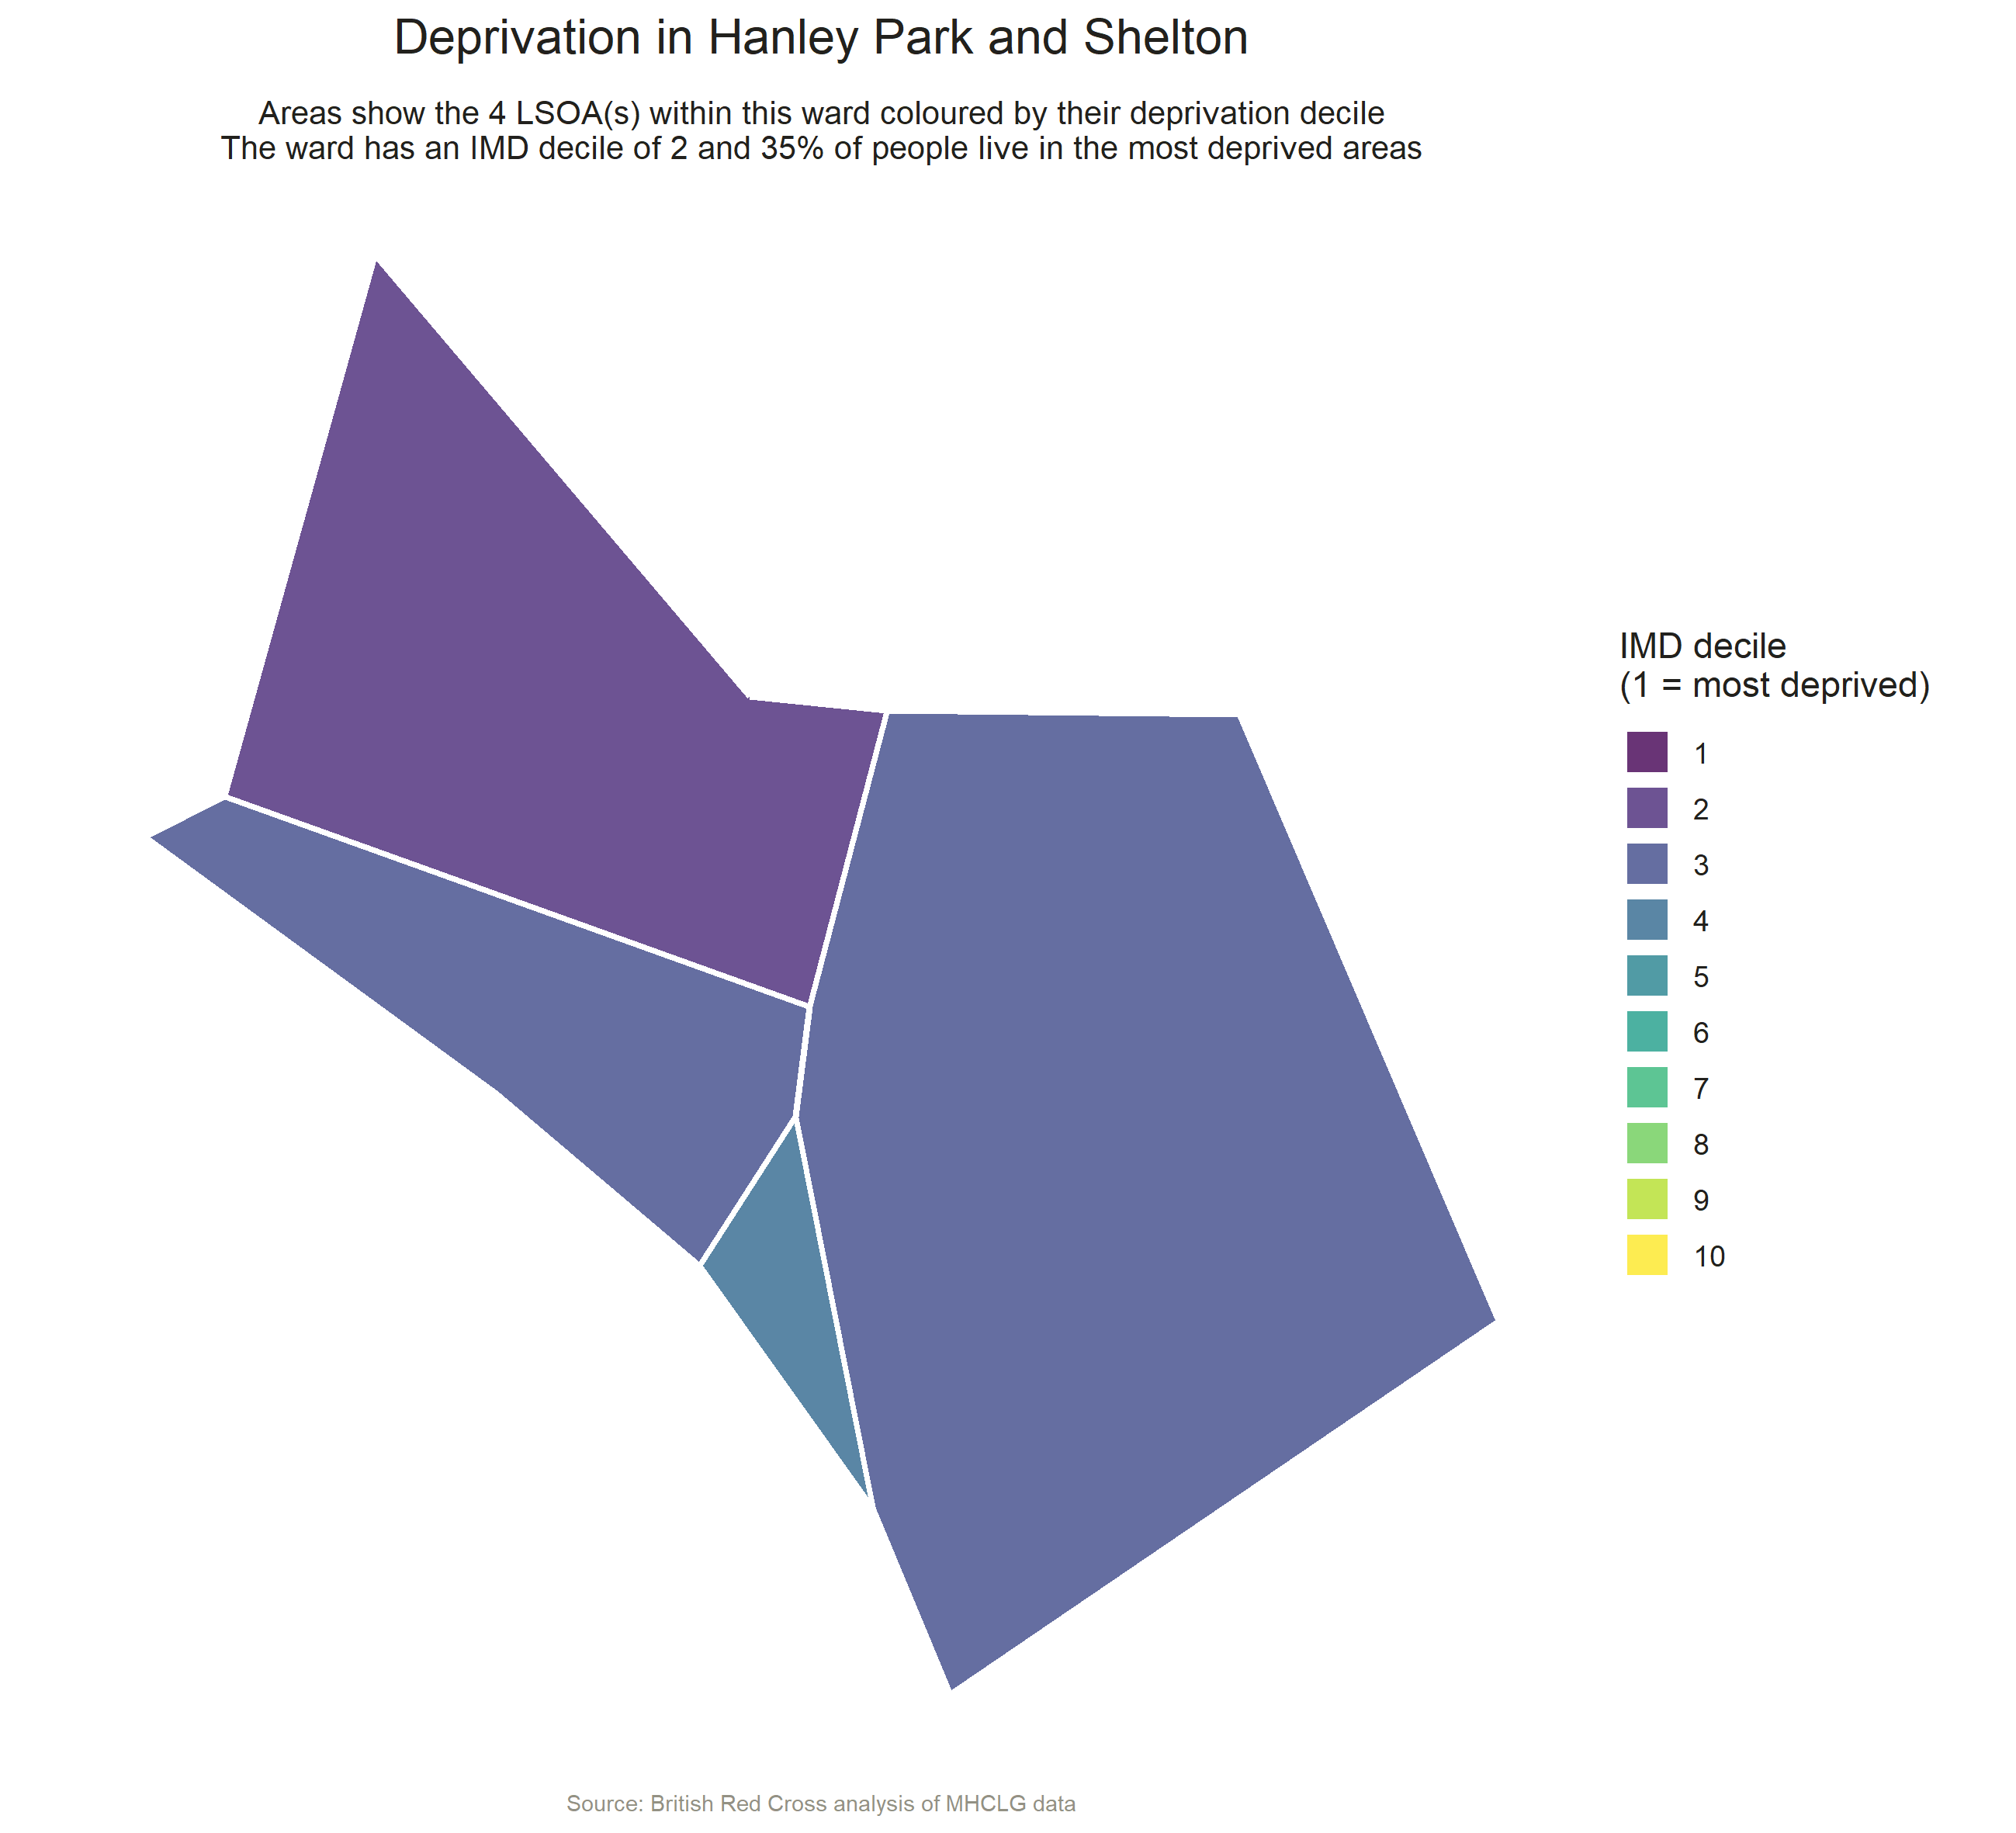 Deprivation in Hanley Park and Shelton
Areas show the 4 LSOA(s) within this ward coloured by their deprivation decile
The ward has an IMD decile of 2 and 35% of people live in the most deprived areas
IMD decile
(1 = most deprived)
1
2
3
4
5
6
7
8
9
10
Source: British Red Cross analysis of MHCLG data